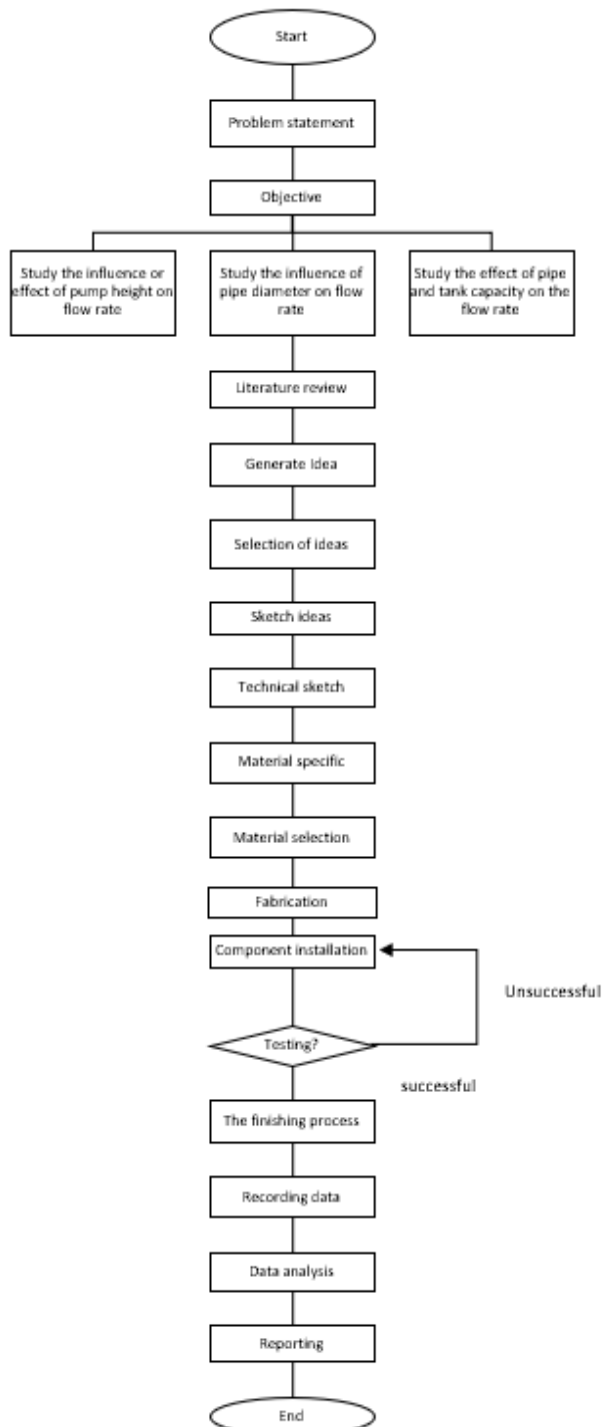 Start
Problem statement
Objective
Study the influence or
effect of pump height on
flow rate
Study the influence of
pipe diameter on flow
rate
Study the effect of pipe
and tank capacity on the
flow rate
Literature review
Generate Idea
Selection of ideas
Sketch ideas
Technical sketch
Material specific
Material selection
Fabrication
Component installation
Unsuccessful
Testing?
successful
The finishing process
Recording data
Data analysis
Reporting
End